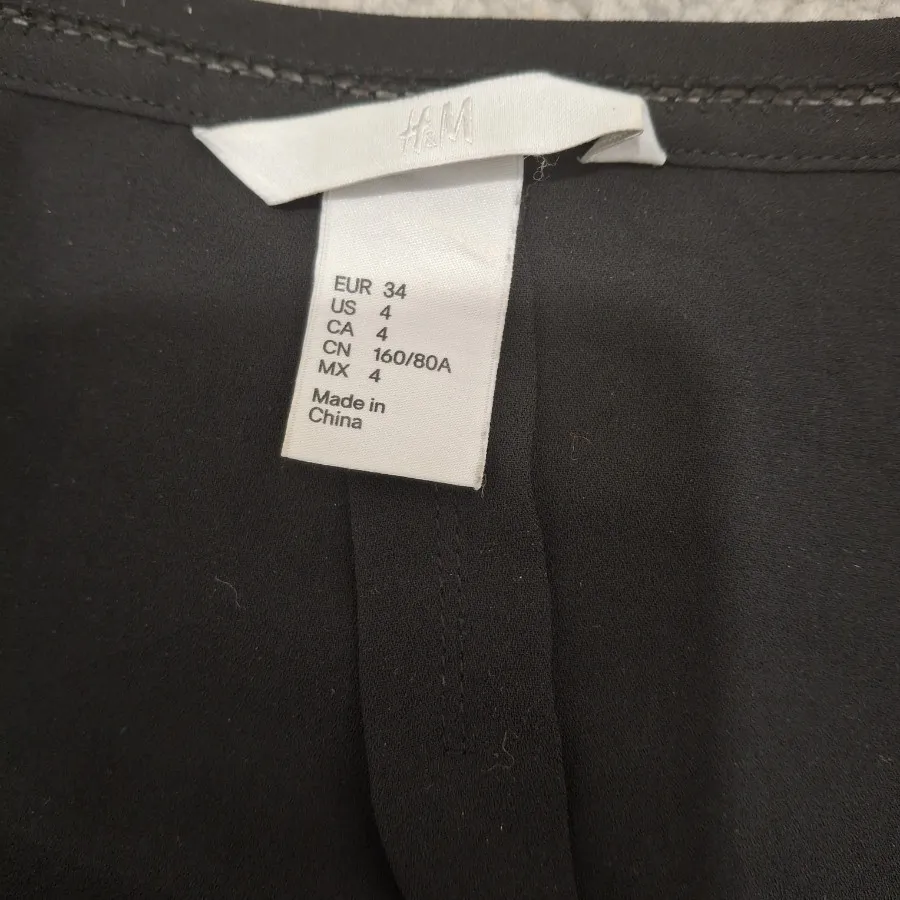 H&M
EUR 34
US 4
CA 4
CN 160/80A
MX 4
Made in
China